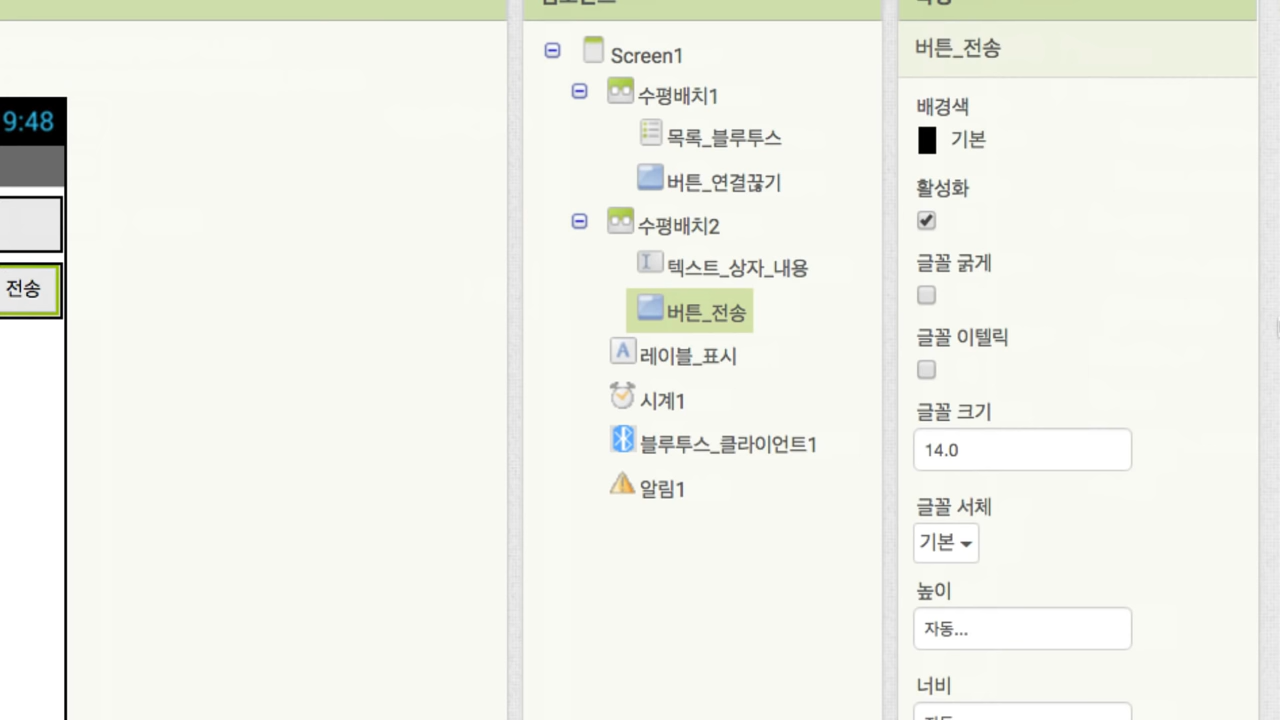 9:48
전송
Screen1
수평배치1
목록_블루투스
버튼_연결끊기
수평배치2
텍스트_상자_내용
버튼_전송
레이블_표시
시계1
블루투스_클라이언트1
알림1
버튼_전송
배경색
기본
활성화
글꼴 굵게
글꼴 이텔릭
글꼴 크기
14.0
글꼴 서체
기본
높이
자동...
너비